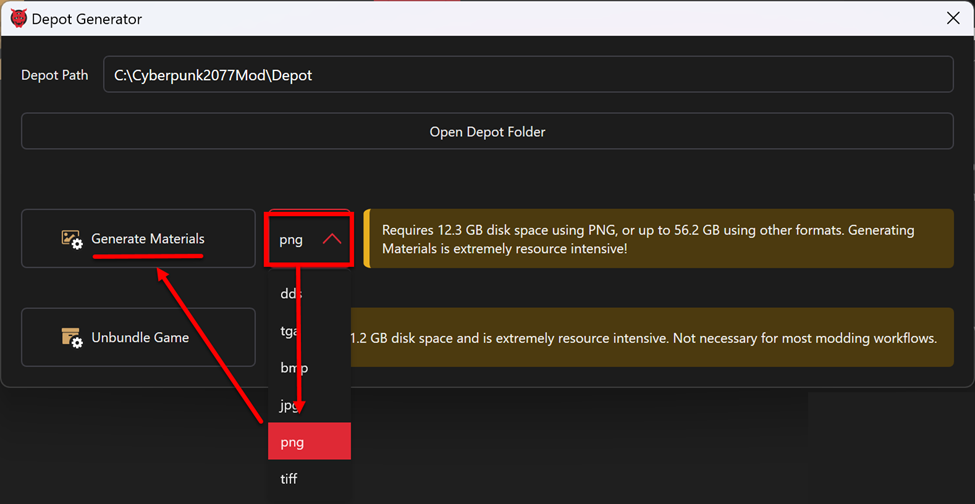 Depot Generator
Depot Path
C:\Cyberpunk2077Mod\Depot
Open Depot Folder
Generate Materials
png
Requires 12.3 GB disk space using PNG, or up to 56.2 GB using other formats. Generating
Materials is extremely resource intensive!
dds
tga
bmp
jpg
png
tiff
Unbundle Game
1.2 GB disk space and is extremely resource intensive. Not necessary for most modding workflows.